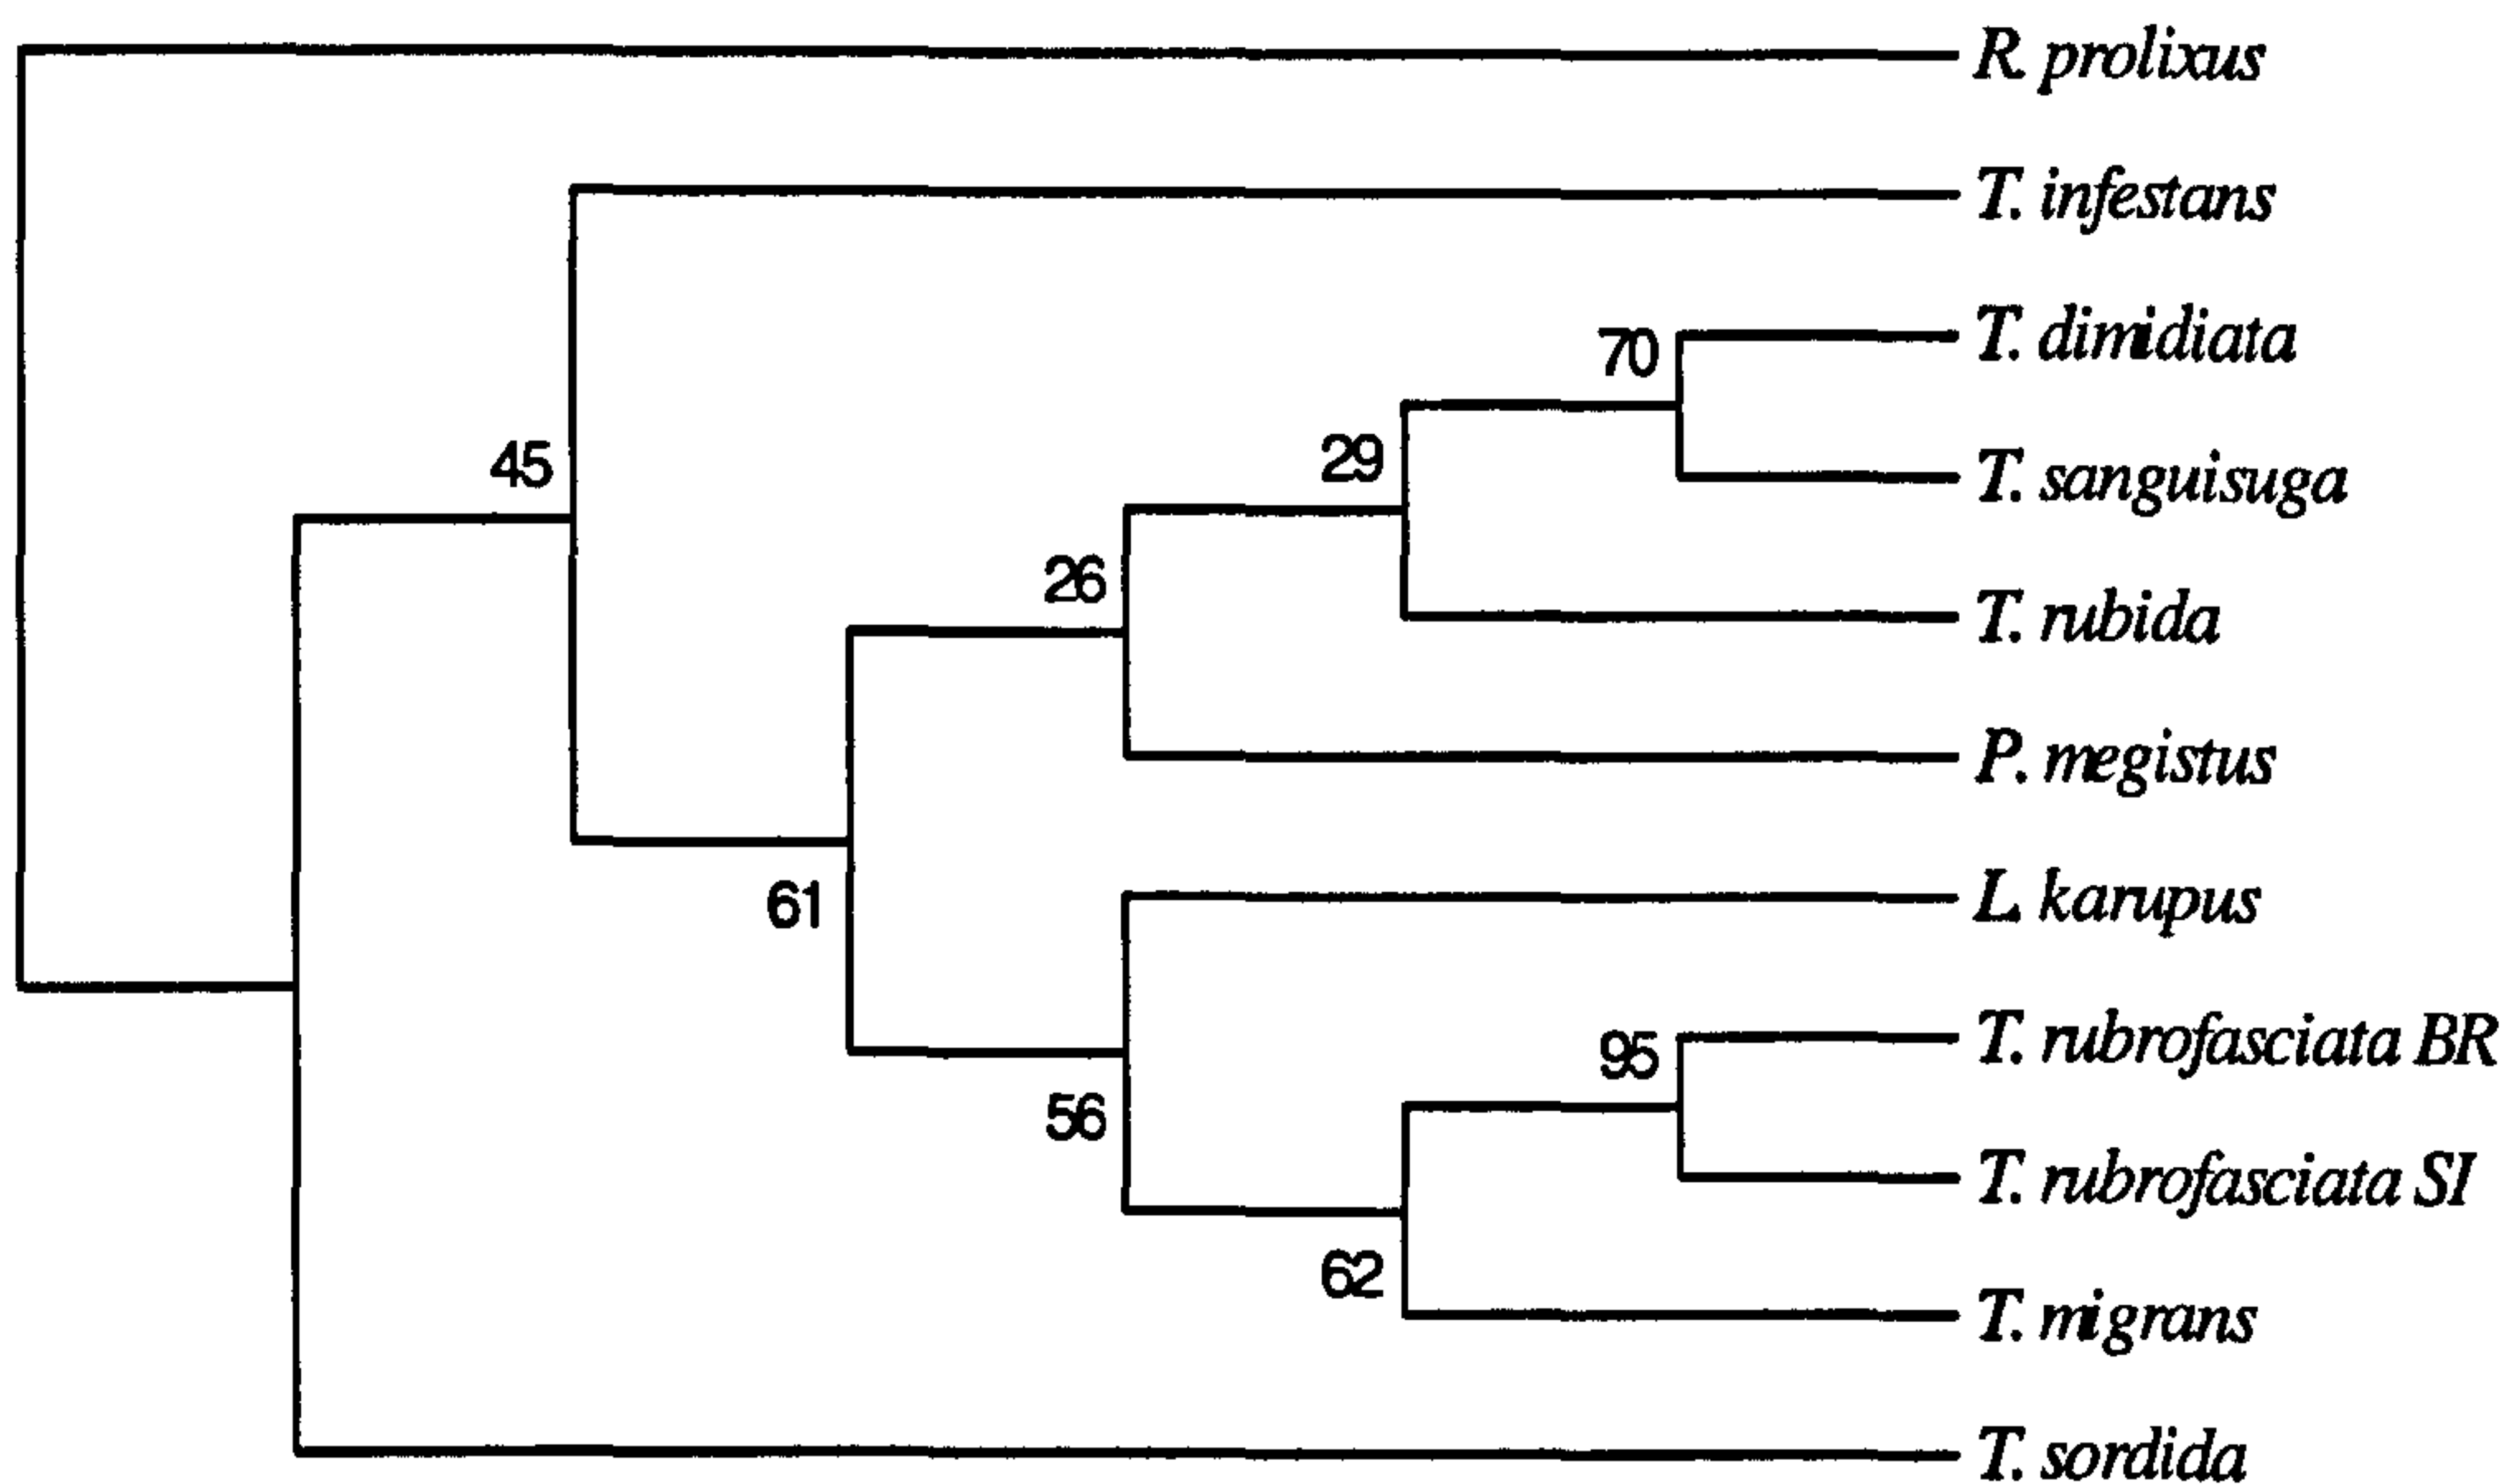 R. prolixus
T. infestans
70
T. dimidiata
45
29
T. sanguisuga
26
T. rubida
P. megistus
61
L. karupus
95
T. rubrofasciata BR
56
T. rubrofasciata SI
62
T. migrans
T. sordida